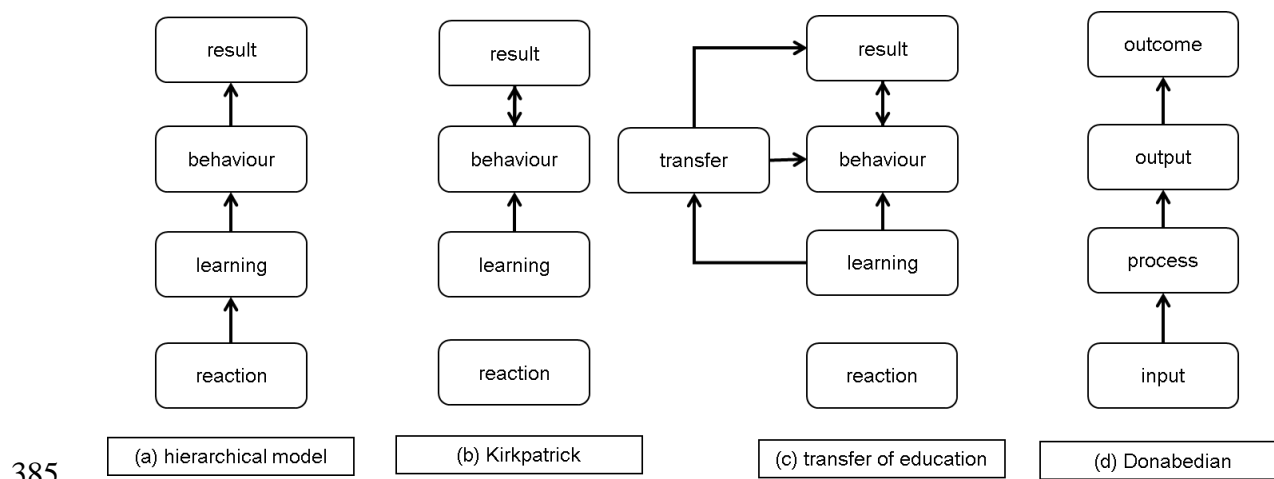 result
behaviour
learning
reaction
(a) hierarchical model
result
behaviour
learning
reaction
(b) Kirkpatrick
result
transfer
behaviour
learning
reaction
(c) transfer of education
outcome
output
process
input
(d) Donabedian
385